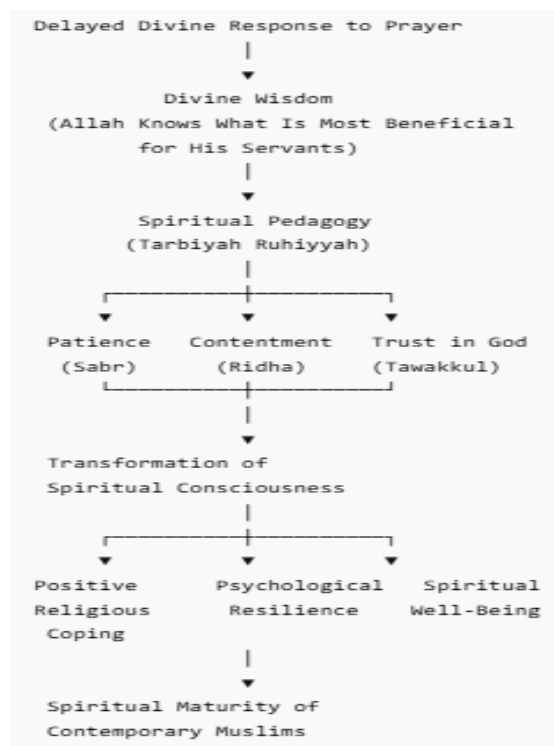 Delayed Divine Response to Prayer
Divine Wisdom
(Allah Knows What Is Most Beneficial
for His Servants)
Spiritual Pedagogy
(Tarbiyah Ruhiyyah)
Patience Contentment Trust in God
(Sabr) (Ridha) (Tawakkul)
Transformation of
Spiritual Consciousness
Positive Psychological Spiritual
Religious Resilience Well-Being
Coping
Spiritual Maturity of
Contemporary Muslims